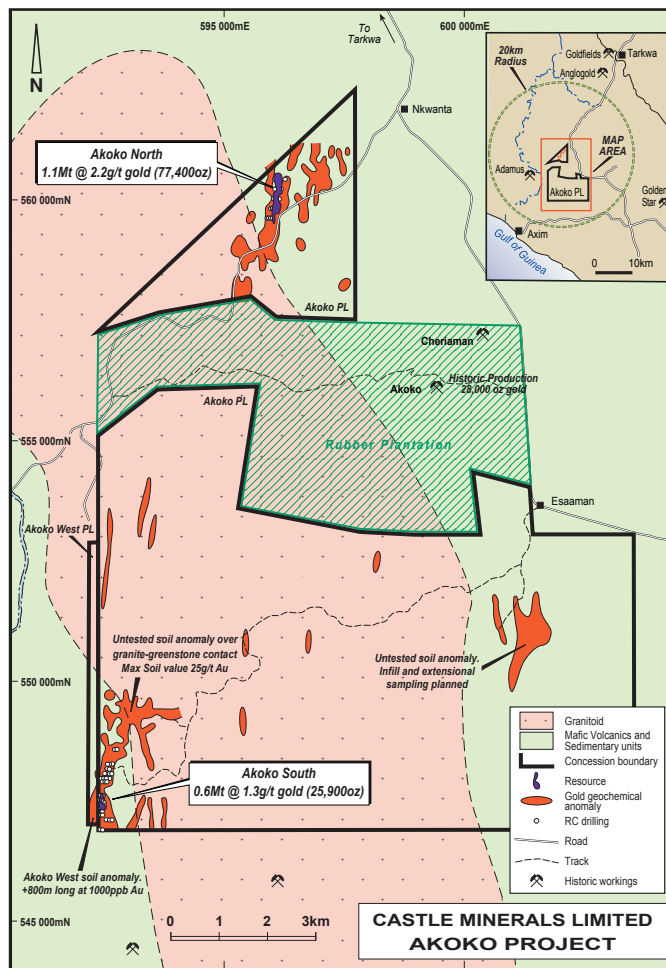 595 000mE
600 000mE
To
Tarkwa
N
Nkwanta
20km
Radius
Goldfields
Tarkwa
Anglogold
MAP
AREA
Adamus
Akoko PL
Golden
Star
Axim
Gulf of Guinea
0 10km
Akoko North
1.1Mt @ 2.2g/t gold (77,400oz)
560 000mN
Akoko PL
Cheriaman
Akoko
Historic Production
28,000 oz gold
Akoko PL
Rubber Plantation
555 000mN
Esaaman
Akoko West PL
Untested soil anomaly over
granite-greenstone contact
Max Soil value 25g/t Au
Untested soil anomaly.
Infill and extensional
sampling planned
550 000mN
Akoko South
0.6Mt @ 1.3g/t gold (25,900oz)
Akoko West soil anomaly.
+800m long at 1000ppb Au
545 000mN
0 1 2 3km
Granitoid
Mafic Volcanics and
Sedimentary units
Concession boundary
Resource
Gold geochemical
anomaly
RC drilling
Road
Track
Historic workings
CASTLE MINERALS LIMITED
AKOKO PROJECT